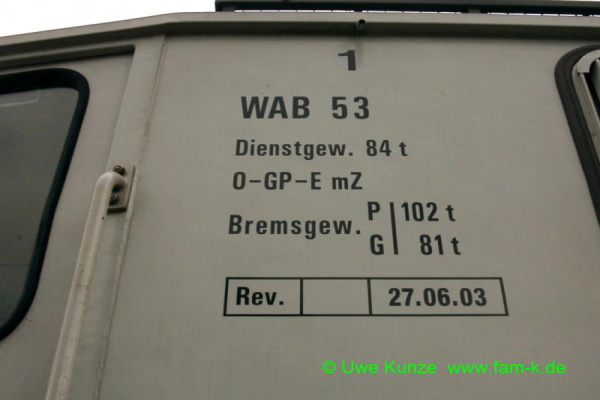 1
WAB 53
Dienstgew. 84 t
O-GP-E mZ
Bremsgew. P 102 t
G 81 t
Rev. 27.06.03
© Uwe Kunze www.fam-k.de